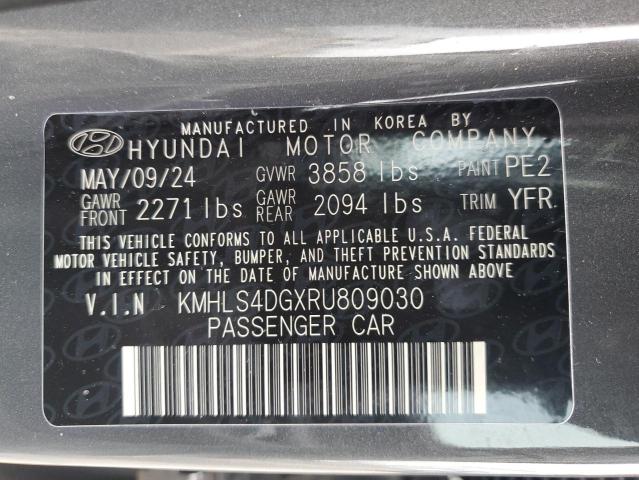 MANUFACTURED IN KOREA BY
HYUNDAI MOTOR COMPANY
MAY/09/24 GVWR 3858 lbs PAINT PE2
GAWR FRONT 2271 lbs GAWR REAR 2094 lbs TRIM YFR
THIS VEHICLE CONFORMS TO ALL APPLICABLE U.S.A. FEDERAL
MOTOR VEHICLE SAFETY, BUMPER, AND THEFT PREVENTION STANDARDS
IN EFFECT ON THE DATE OF MANUFACTURE SHOWN ABOVE
V.I.N KMHLS4DGXRU809030
PASSENGER CAR